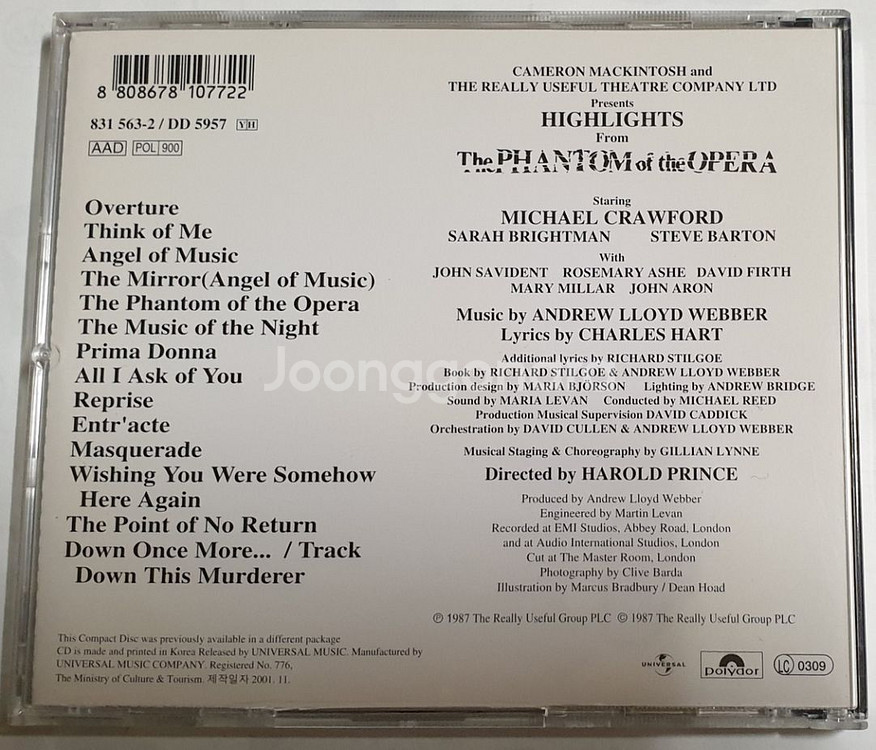 8 808678 107722
831 563-2 / DD 5957 YH
AAD POL 900
Overture
Think of Me
Angel of Music
The Mirror(Angel of Music)
The Phantom of the Opera
The Music of the Night
Prima Donna
All I Ask of You
Reprise
Entr'acte
Masquerade
Wishing You Were Somehow
Here Again
The Point of No Return
Down Once More... / Track
Down This Murderer
This Compact Disc was previously available in a different package
CD is made and printed in Korea Released by UNIVERSAL MUSIC. Manufactured by
UNIVERSAL MUSIC COMPANY. Registered No. 776,
The Ministry of Culture & Tourism. 제작일자 2001. 11.
CAMERON MACKINTOSH and
THE REALLY USEFUL THEATRE COMPANY LTD
Presents
HIGHLIGHTS
From
The PHANTOM of the OPERA
Staring
MICHAEL CRAWFORD
SARAH BRIGHTMAN STEVE BARTON
With
JOHN SAVIDENT ROSEMARY ASHE DAVID FIRTH
MARY MILLAR JOHN ARON
Music by ANDREW LLOYD WEBBER
Lyrics by CHARLES HART
Additional lyrics by RICHARD STILGOE
Book by RICHARD STILGOE & ANDREW LLOYD WEBBER
Production design by MARIA BJÖRSON Lighting by ANDREW BRIDGE
Sound by MARIA LEVAN Conducted by MICHAEL REED
Production Musical Supervision DAVID CADDICK
Orchestration by DAVID CULLEN & ANDREW LLOYD WEBBER
Musical Staging & Choreography by GILLIAN LYNNE
Directed by HAROLD PRINCE
Produced by Andrew Lloyd Webber
Engineered by Martin Levan
Recorded at EMI Studios, Abbey Road, London
and at Audio International Studios, London
Cut at The Master Room, London
Photography by Clive Barda
Illustration by Marcus Bradbury / Dean Hoad
℗ 1987 The Really Useful Group PLC © 1987 The Really Useful Group PLC
UNIVERSAL
polydor
LC 0309